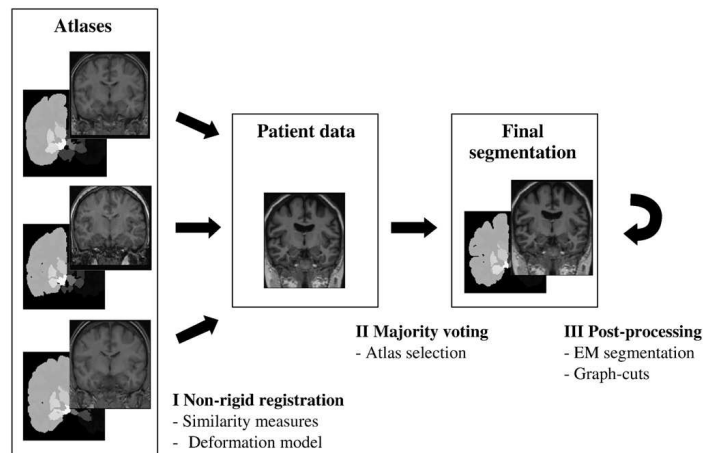 Atlases
Patient data
Final
segmentation
I Non-rigid registration
- Similarity measures
- Deformation model
II Majority voting
- Atlas selection
III Post-processing
- EM segmentation
- Graph-cuts